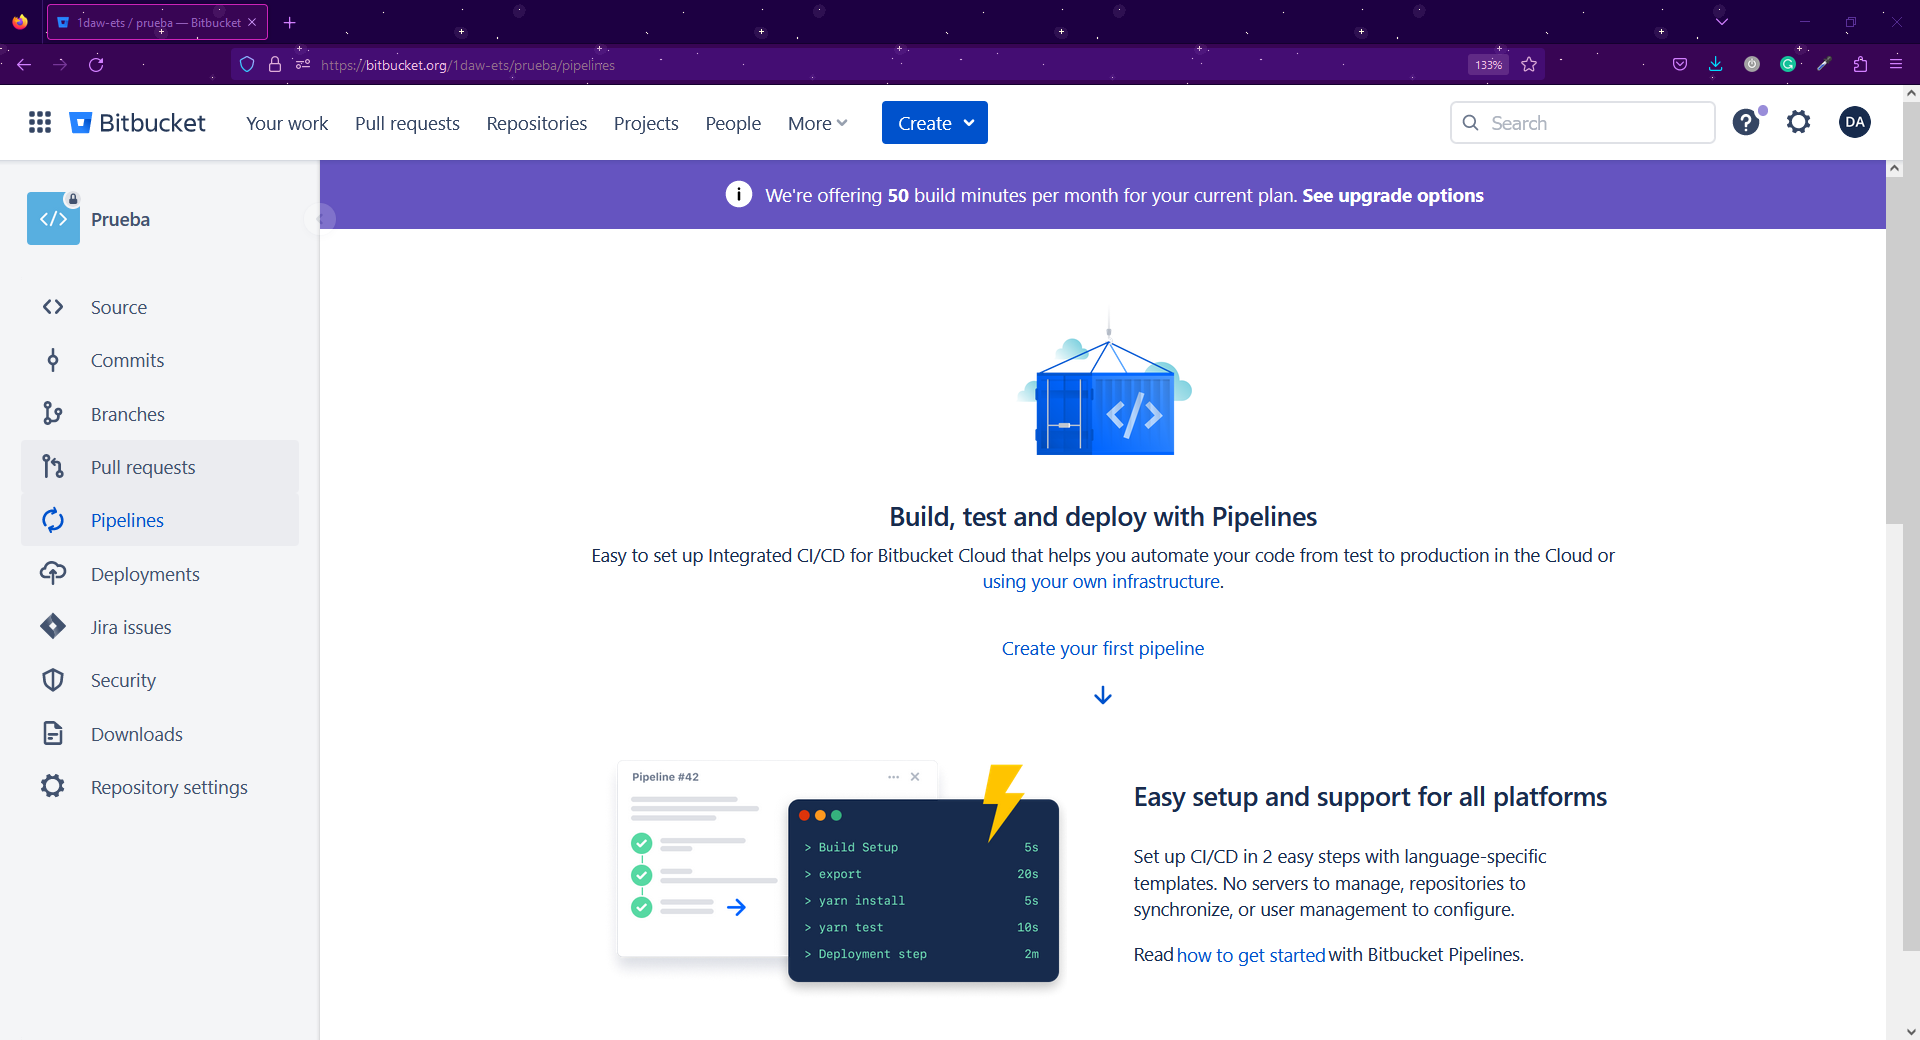 1daw-ets / prueba — Bitbucket
https://bitbucket.org/1daw-ets/prueba/pipelines
133%
Bitbucket
Your work
Pull requests
Repositories
Projects
People
More
Create
Search
DA
Prueba
We're offering 50 build minutes per month for your current plan. See upgrade options
Source
Commits
Branches
Pull requests
Pipelines
Deployments
Jira issues
Security
Downloads
Repository settings
Build, test and deploy with Pipelines
Easy to set up Integrated CI/CD for Bitbucket Cloud that helps you automate your code from test to production in the Cloud or
using your own infrastructure.
Create your first pipeline
Pipeline #42
> Build Setup 5s
> export 20s
> yarn install 5s
> yarn test 10s
> Deployment step 2m
Easy setup and support for all platforms
Set up CI/CD in 2 easy steps with language-specific
templates. No servers to manage, repositories to
synchronize, or user management to configure.
Read how to get started with Bitbucket Pipelines.